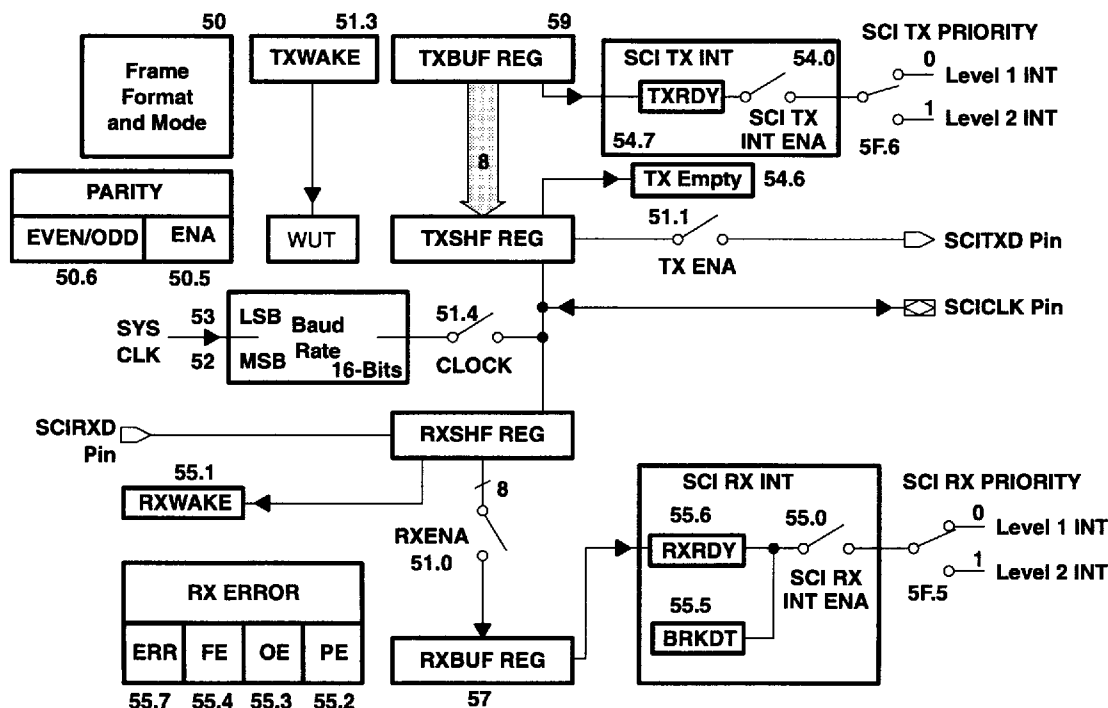 50
51.3
59
SCI TX PRIORITY
Frame
Format
and Mode
TXWAKE
TXBUF REG
SCI TX INT
54.0
0
Level 1 INT
TXRDY
1
Level 2 INT
SCI TX
INT ENA
54.7
5F.6
8
PARITY
EVEN/ODD
ENA
50.6
50.5
WUT
TX Empty
54.6
TXSHF REG
51.1
TX ENA
SCITXD Pin
SCICLK Pin
SYS
CLK
53
52
LSB
MSB
Baud
Rate
16-Bits
51.4
CLOCK
SCIRXD
Pin
RXSHF REG
55.1
RXWAKE
8
RXENA
51.0
SCI RX INT
SCI RX PRIORITY
55.6
55.0
0
Level 1 INT
RXRDY
1
Level 2 INT
SCI RX
INT ENA
5F.5
55.5
BRKDT
RX ERROR
ERR
FE
OE
PE
55.7
55.4
55.3
55.2
RXBUF REG
57